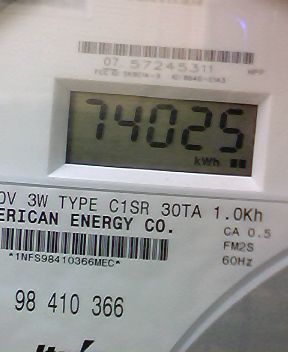 07 57245311
74025
kWh
0V 3W TYPE C1SR 30TA 1.0Kh
ERICAN ENERGY CO.
CA 0.5
FM2S
*1NFS98410366MEC*
60Hz
98 410 366